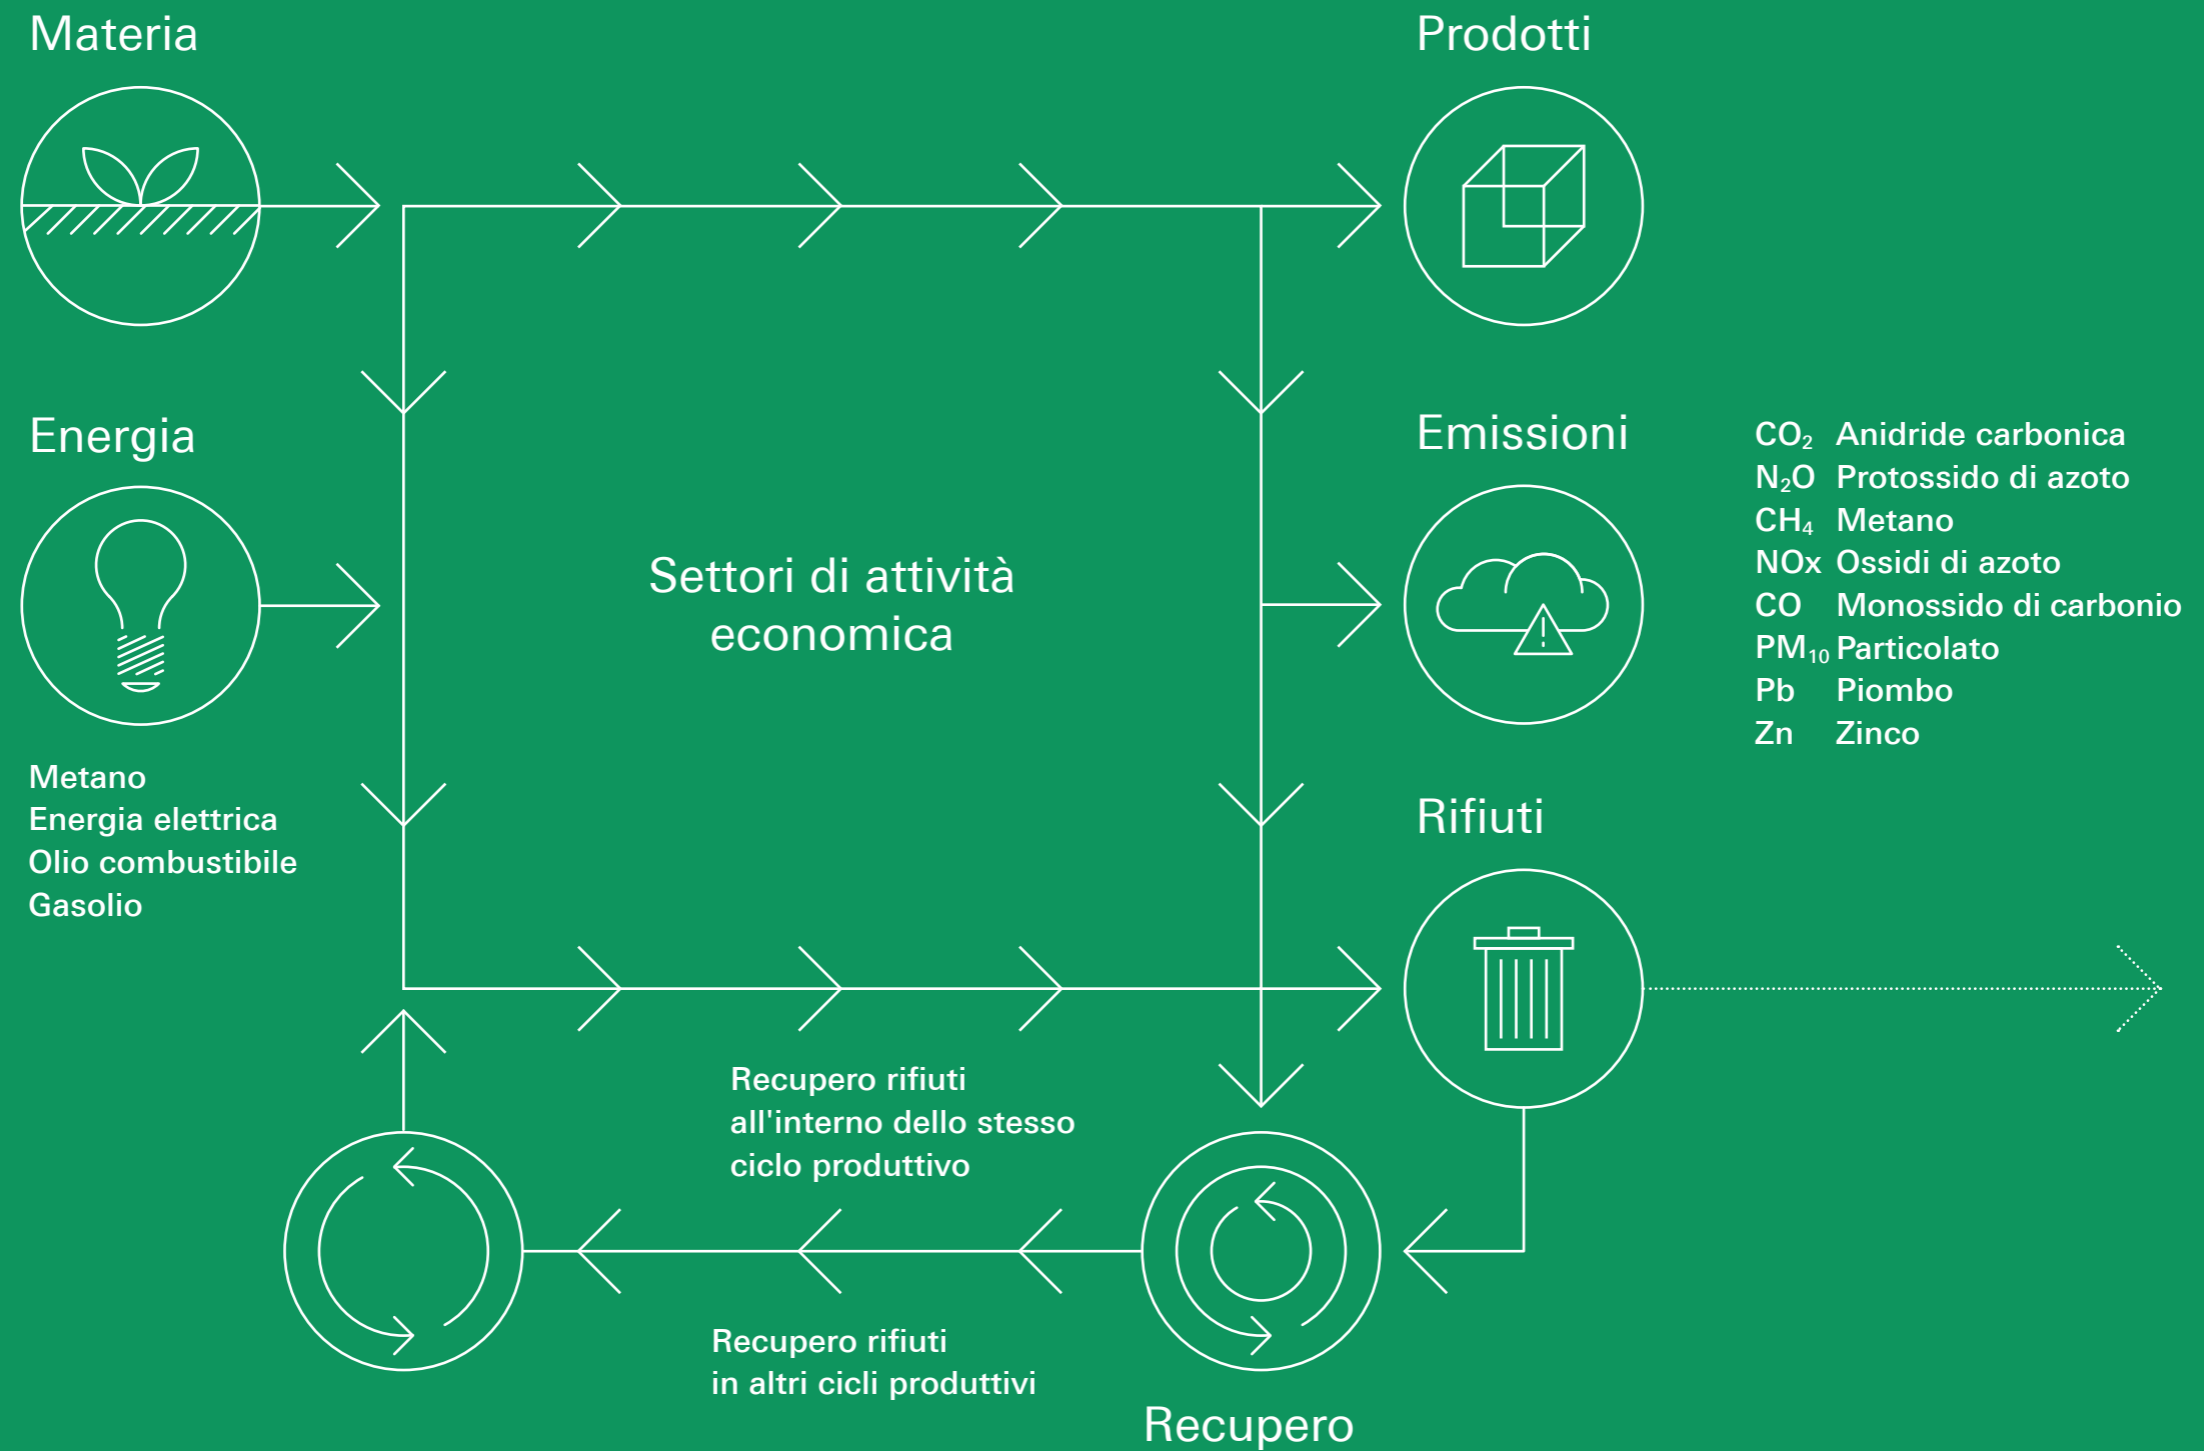 Materia
Prodotti
Energia
Metano
Energia elettrica
Olio combustibile
Gasolio
Settori di attività
economica
Emissioni
CO₂ Anidride carbonica
N₂O Protossido di azoto
CH₄ Metano
NOx Ossidi di azoto
CO Monossido di carbonio
PM₁₀ Particolato
Pb Piombo
Zn Zinco
Rifiuti
Recupero rifiuti
all'interno dello stesso
ciclo produttivo
Recupero rifiuti
in altri cicli produttivi
Recupero